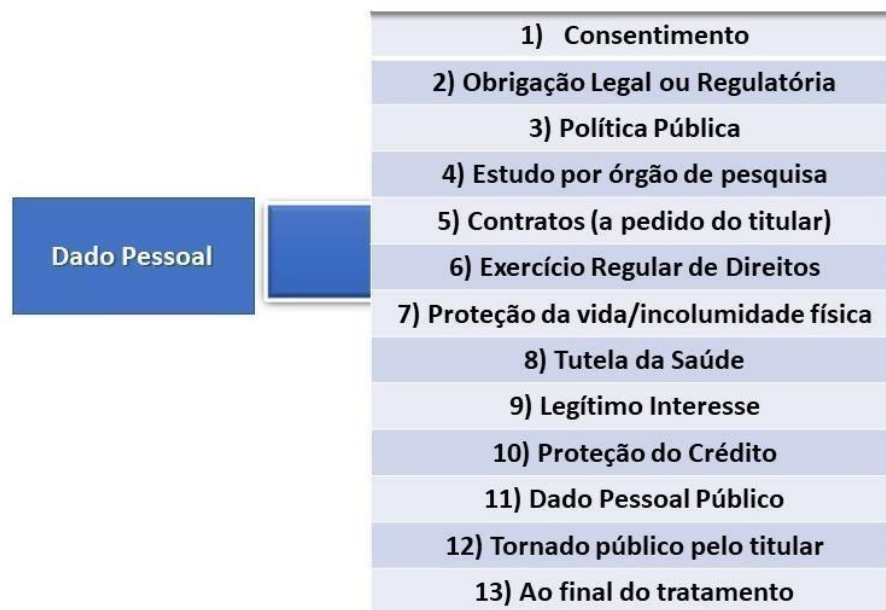 Dado Pessoal
1) Consentimento
2) Obrigação Legal ou Regulatória
3) Política Pública
4) Estudo por órgão de pesquisa
5) Contratos (a pedido do titular)
6) Exercício Regular de Direitos
7) Proteção da vida/incolumidade física
8) Tutela da Saúde
9) Legítimo Interesse
10) Proteção do Crédito
11) Dado Pessoal Público
12) Tornado público pelo titular
13) Ao final do tratamento